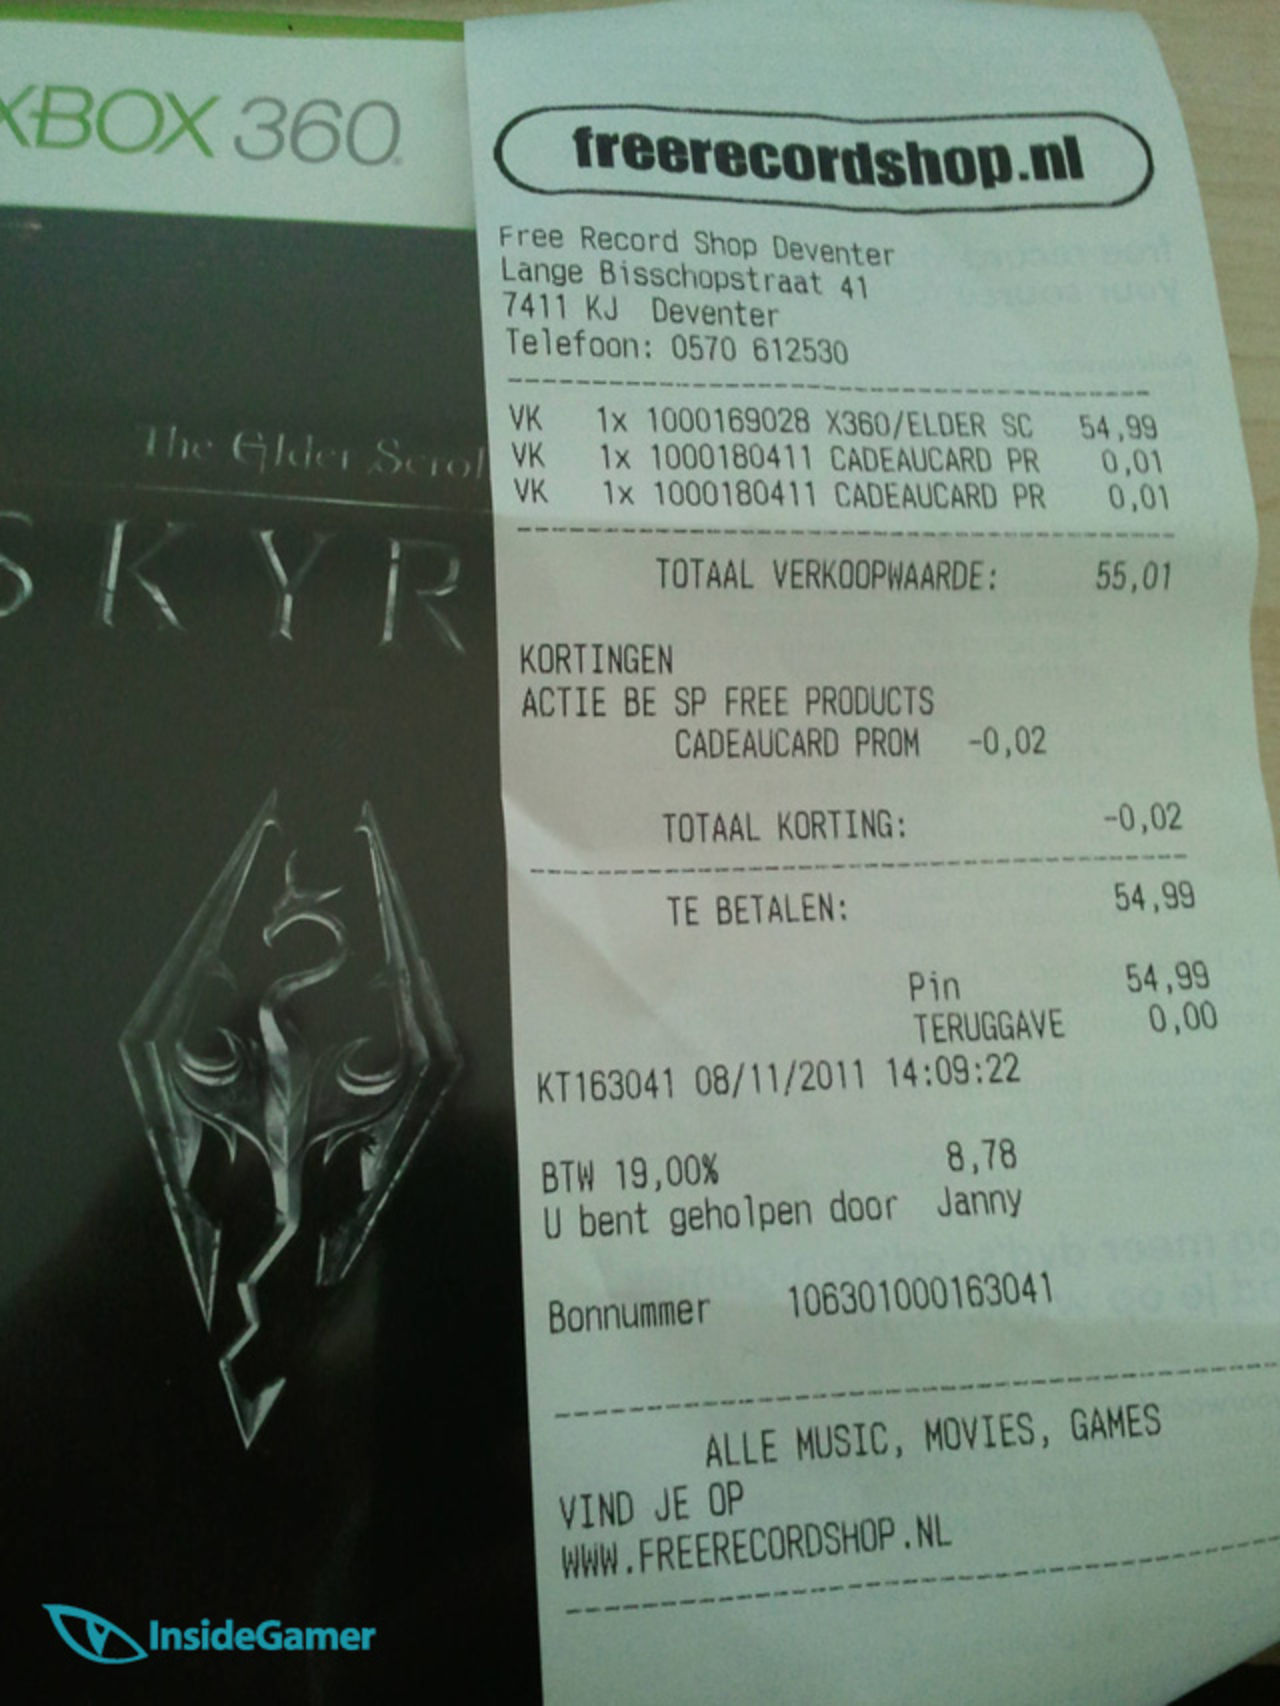 XBOX 360
The Elder Scrol
SKYR
freerecordshop.nl
Free Record Shop Deventer
Lange Bisschopstraat 41
7411 KJ Deventer
Telefoon: 0570 612530
VK 1x 1000169028 X360/ELDER SC 54,99
VK 1x 1000180411 CADEAUCARD PR 0,01
VK 1x 1000180411 CADEAUCARD PR 0,01
TOTAAL VERKOOPWAARDE: 55,01
KORTINGEN
ACTIE BE SP FREE PRODUCTS
CADEAUCARD PROM -0,02
TOTAAL KORTING: -0,02
TE BETALEN: 54,99
Pin 54,99
TERUGGAVE 0,00
KT163041 08/11/2011 14:09:22
BTW 19,00% 8,78
U bent geholpen door Janny
Bonnummer 106301000163041
ALLE MUSIC, MOVIES, GAMES
VIND JE OP
WWW.FREERECORDSHOP.NL
InsideGamer